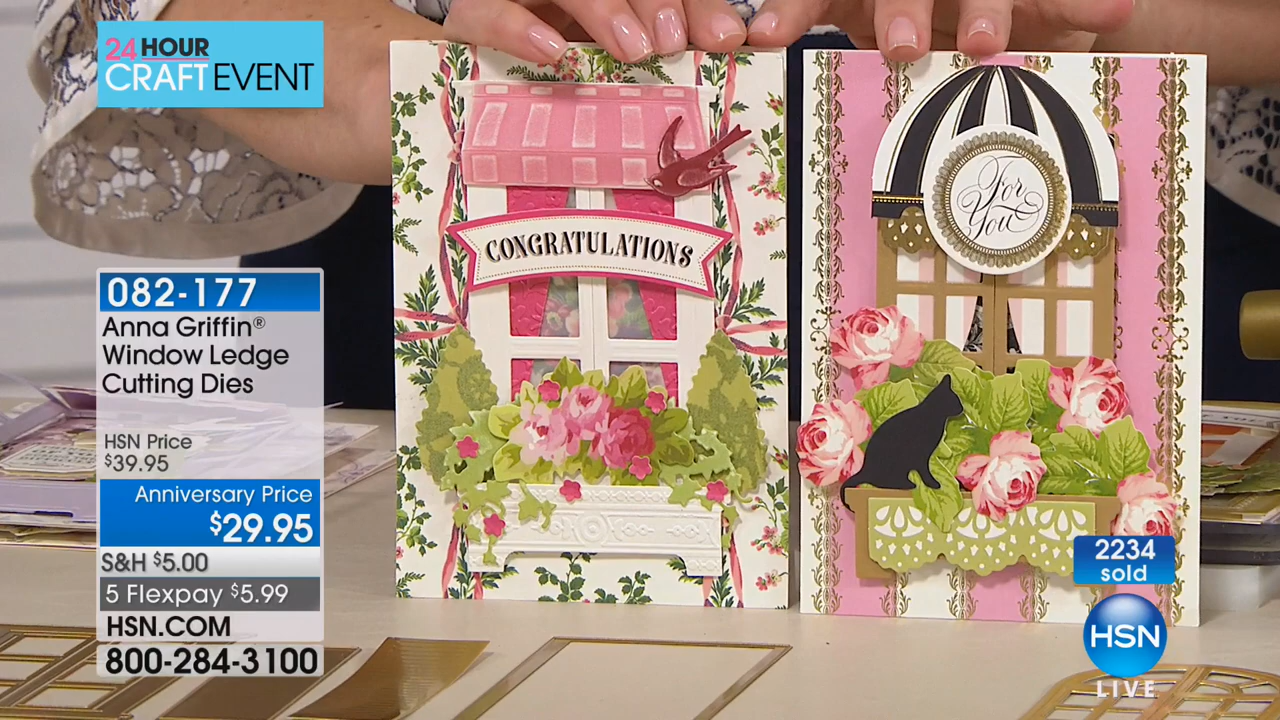 24 HOUR
CRAFT EVENT
082-177
Anna Griffin®
Window Ledge
Cutting Dies
HSN Price
$39.95
Anniversary Price
$29.95
S&H $5.00
5 Flexpay $5.99
HSN.COM
800-284-3100
CONGRATULATIONS
For
You
2234
sold
HSN
LIVE